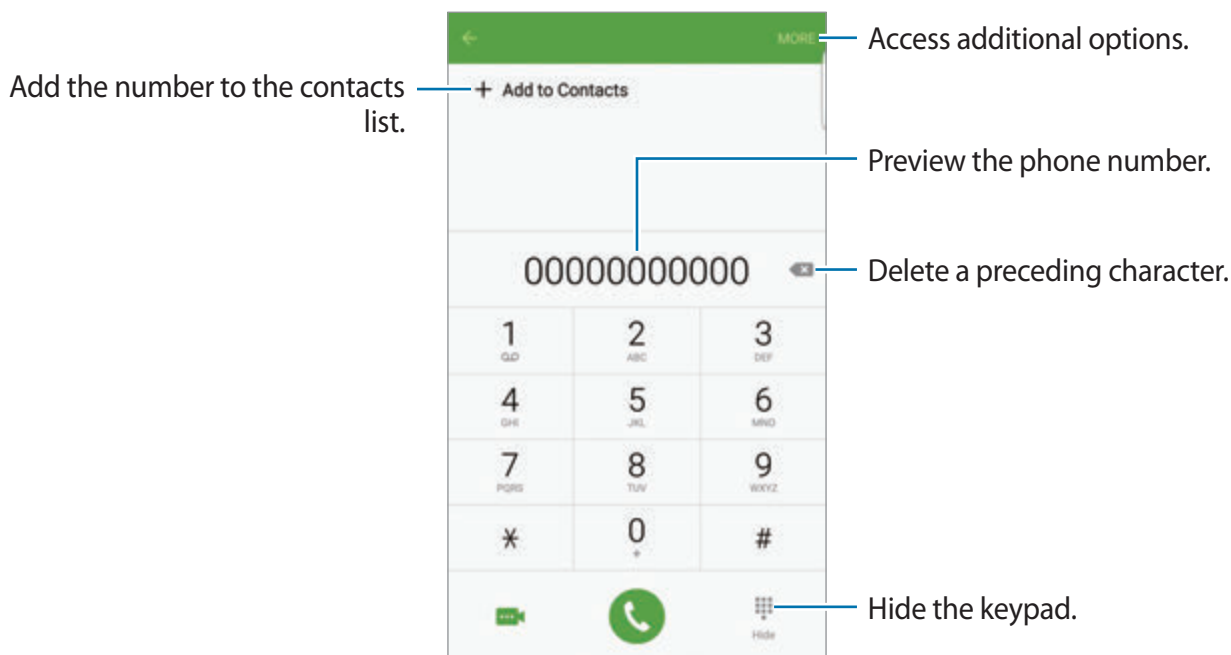 MORE
Access additional options.
Add the number to the contacts
list.
+ Add to Contacts
Preview the phone number.
00000000000
Delete a preceding character.
1 2 3
ABC DEF
4 5 6
GHI JKL MNO
7 8 9
PQRS TUV WXYZ
* 0 #
+
Hide the keypad.
Hide